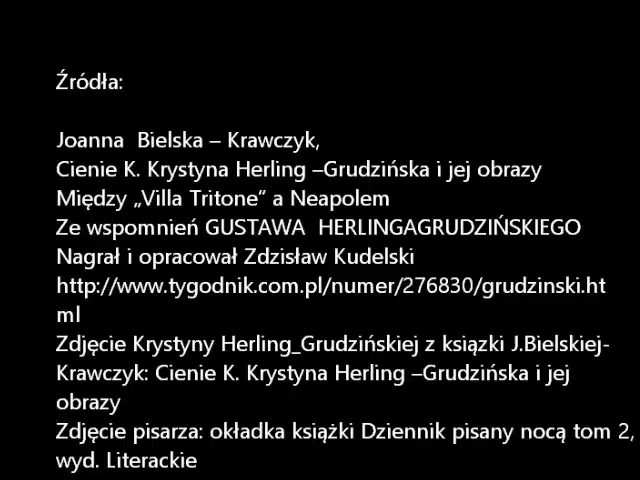 Źródła:
Joanna  Bielska – Krawczyk,
Cienie K. Krystyna Herling –Grudzińska i jej obrazy
Między „Villa Tritone” a Neapolem
Ze wspomnień GUSTAWA  HERLINGAGRUDZIŃSKIEGO
Nagrał i opracował Zdzisław Kudelski
http://www.tygodnik.com.pl/numer/276830/grudzinski.ht
ml
Zdjęcie Krystyny Herling_Grudzińskiej z ksiązki J.Bielskiej-
Krawczyk: Cienie K. Krystyna Herling –Grudzińska i jej
obrazy
Zdjęcie pisarza: okładka książki Dziennik pisany nocą tom 2,
wyd. Literackie